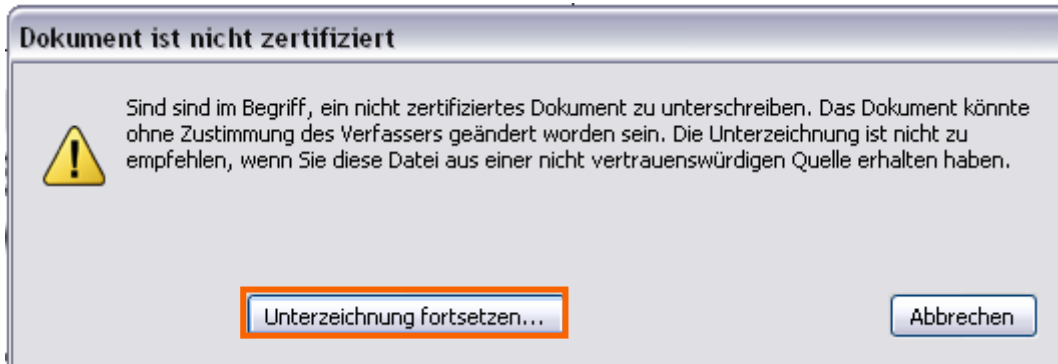 Dokument ist nicht zertifiziert
Sind sind im Begriff, ein nicht zertifiziertes Dokument zu unterschreiben. Das Dokument könnte
ohne Zustimmung des Verfassers geändert worden sein. Die Unterzeichnung ist nicht zu
empfehlen, wenn Sie diese Datei aus einer nicht vertrauenswürdigen Quelle erhalten haben.
Unterzeichnung fortsetzen...
Abbrechen